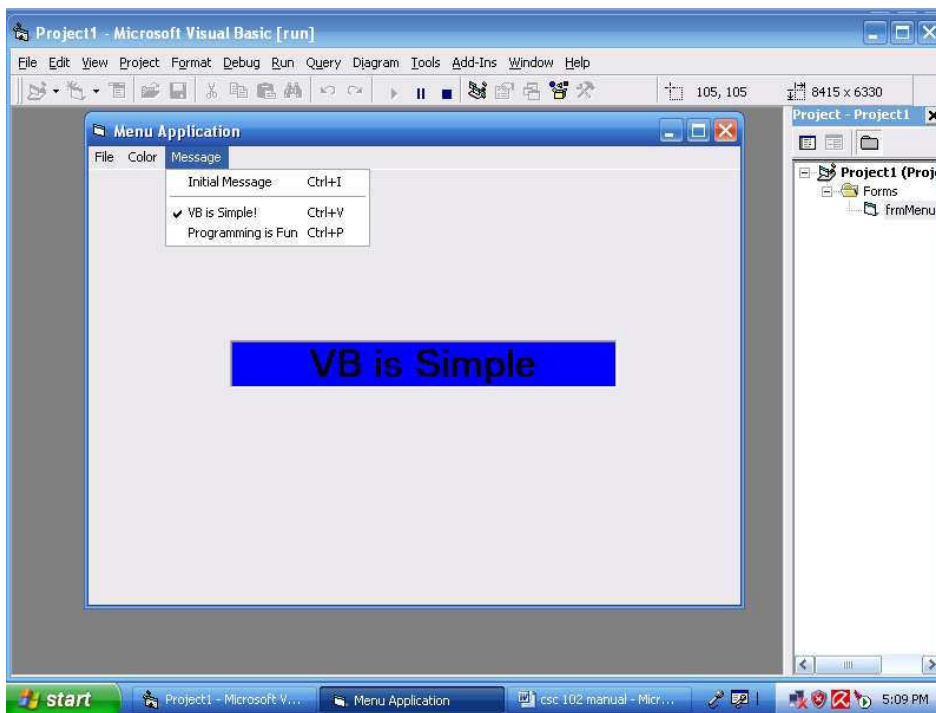 Project1 - Microsoft Visual Basic [run]
File Edit View Project Format Debug Run Query Diagram Tools Add-Ins Window Help
105, 105 8415 x 6330
Project - Project1
Menu Application
File Color Message
Initial Message Ctrl+I
VB is Simple! Ctrl+V
Programming is Fun Ctrl+P
Project1 (Proj
Forms
frmMenu
VB is Simple
start Project1 - Microsoft V... Menu Application csc 102 manual - Micr... 5:09 PM